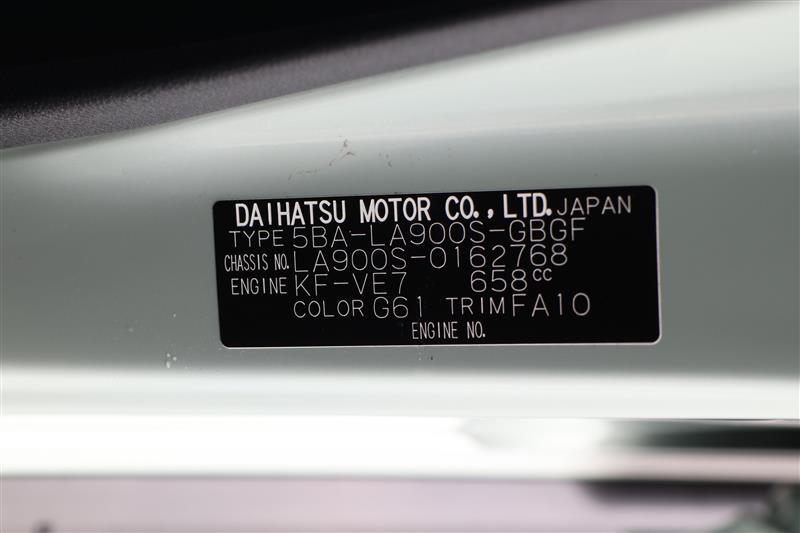 DAIHATSU MOTOR CO.,LTD. JAPAN
TYPE 5BA-LA900S-GBGF
CHASSIS NO. LA900S-0162768
ENGINE KF-VE7 658cc
COLOR G61 TRIM FA10
ENGINE NO.